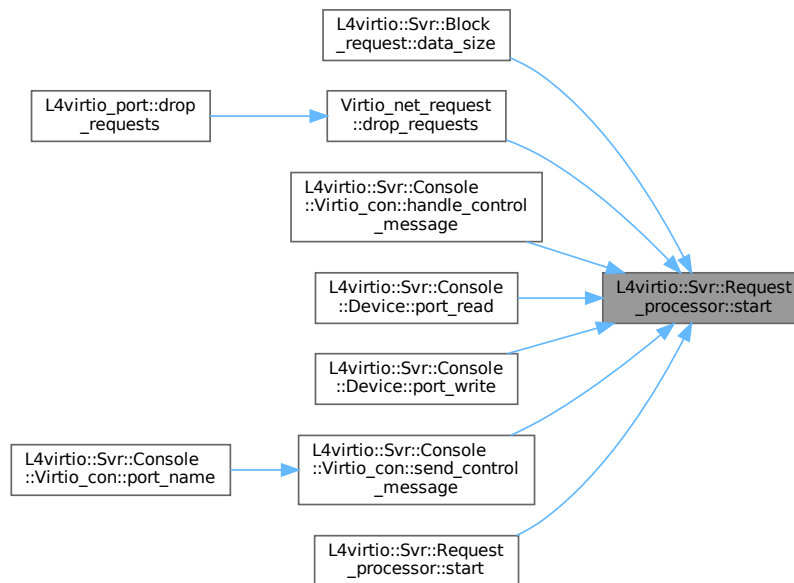 L4virtio::Svr::Block
_request::data_size
L4virtio_port::drop
_requests
Virtio_net_request
::drop_requests
L4virtio::Svr::Console
::Virtio_con::handle_control
_message
L4virtio::Svr::Console
::Device::port_read
L4virtio::Svr::Request
_processor::start
L4virtio::Svr::Console
::Device::port_write
L4virtio::Svr::Console
::Virtio_con::port_name
L4virtio::Svr::Console
::Virtio_con::send_control
_message
L4virtio::Svr::Request
_processor::start